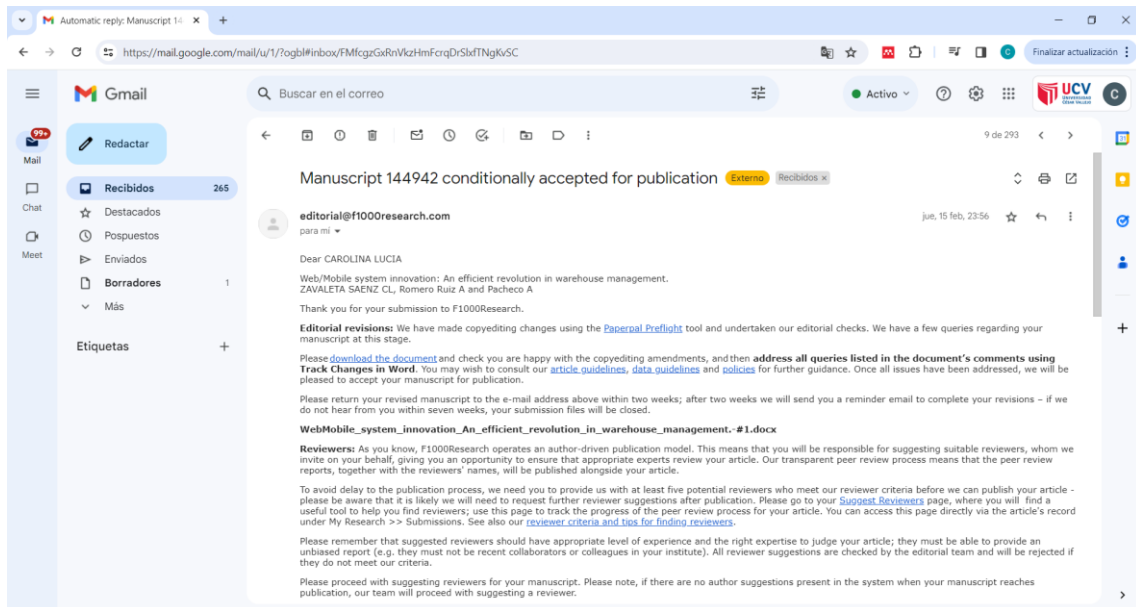 Automatic reply: Manuscript 14
https://mail.google.com/mail/u/1/?ogbl#inbox/FMfcgzGxRnVkzHmFcrqDrSlxfTNgKvSC
Finalizar actualización
Gmail
Buscar en el correo
Activo
UCV
UNIVERSIDAD
CÉSAR VALLEJO
C
99+
Mail
Chat
Meet
Redactar
Recibidos 265
Destacados
Pospuestos
Enviados
Borradores 1
Más
Etiquetas
9 de 293
Manuscript 144942 conditionally accepted for publication Externo Recibidos ×
editorial@f1000research.com
jue, 15 feb, 23:56
para mí
Dear CAROLINA LUCIA
Web/Mobile system innovation: An efficient revolution in warehouse management.
ZAVALETA SAENZ CL, Romero Ruiz A and Pacheco A
Thank you for your submission to F1000Research.
Editorial revisions: We have made copyediting changes using the Paperpal Preflight tool and undertaken our editorial checks. We have a few queries regarding your
manuscript at this stage.
Please download the document and check you are happy with the copyediting amendments, and then address all queries listed in the document's comments using
Track Changes in Word. You may wish to consult our article guidelines, data guidelines and policies for further guidance. Once all issues have been addressed, we will be
pleased to accept your manuscript for publication.
Please return your revised manuscript to the e-mail address above within two weeks; after two weeks we will send you a reminder email to complete your revisions – if we
do not hear from you within seven weeks, your submission files will be closed.
WebMobile_system_innovation_An_efficient_revolution_in_warehouse_management.-#1.docx
Reviewers: As you know, F1000Research operates an author-driven publication model. This means that you will be responsible for suggesting suitable reviewers, whom we
invite on your behalf, giving you an opportunity to ensure that appropriate experts review your article. Our transparent peer review process means that the peer review
reports, together with the reviewers' names, will be published alongside your article.
To avoid delay to the publication process, we need you to provide us with at least five potential reviewers who meet our reviewer criteria before we can publish your article -
please be aware that it is likely we will need to request further reviewer suggestions after publication. Please go to your Suggest Reviewers page, where you will find a
useful tool to help you find reviewers; use this page to track the progress of the peer review process for your article. You can access this page directly via the article's record
under My Research >> Submissions. See also our reviewer criteria and tips for finding reviewers.
Please remember that suggested reviewers should have appropriate level of experience and the right expertise to judge your article; they must be able to provide an
unbiased report (e.g. they must not be recent collaborators or colleagues in your institute). All reviewer suggestions are checked by the editorial team and will be rejected if
they do not meet our criteria.
Please proceed with suggesting reviewers for your manuscript. Please note, if there are no author suggestions present in the system when your manuscript reaches
publication, our team will proceed with suggesting a reviewer.